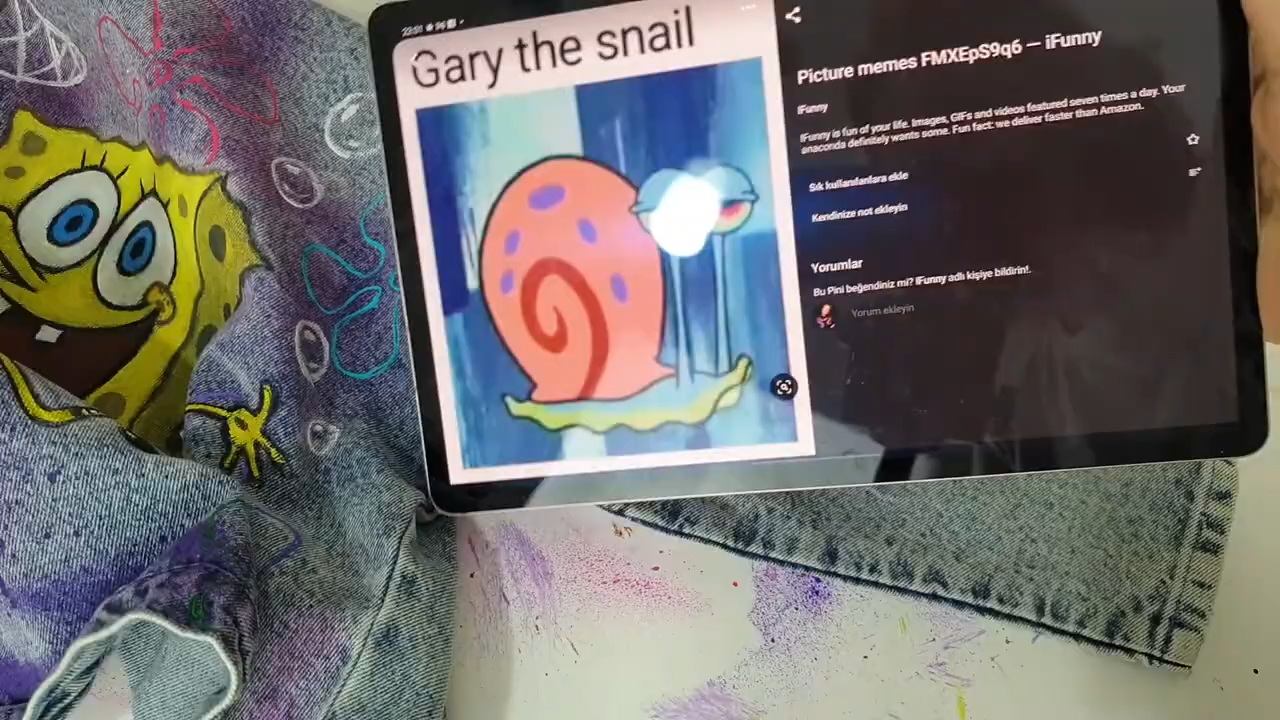 Gary the snail
Picture memes FMXEpS9q6 — iFunny
iFunny
iFunny is fun of your life. Images, GIFs and videos featured seven times a day. Your
anaconda definitely wants some. Fun fact: we deliver faster than Amazon.
Sık kullanılanlara ekle
Kendinize not ekleyin
Yorumlar
Bu Pini beğendiniz mi? iFunny adlı kişiye bildirin!.
Yorum ekleyin